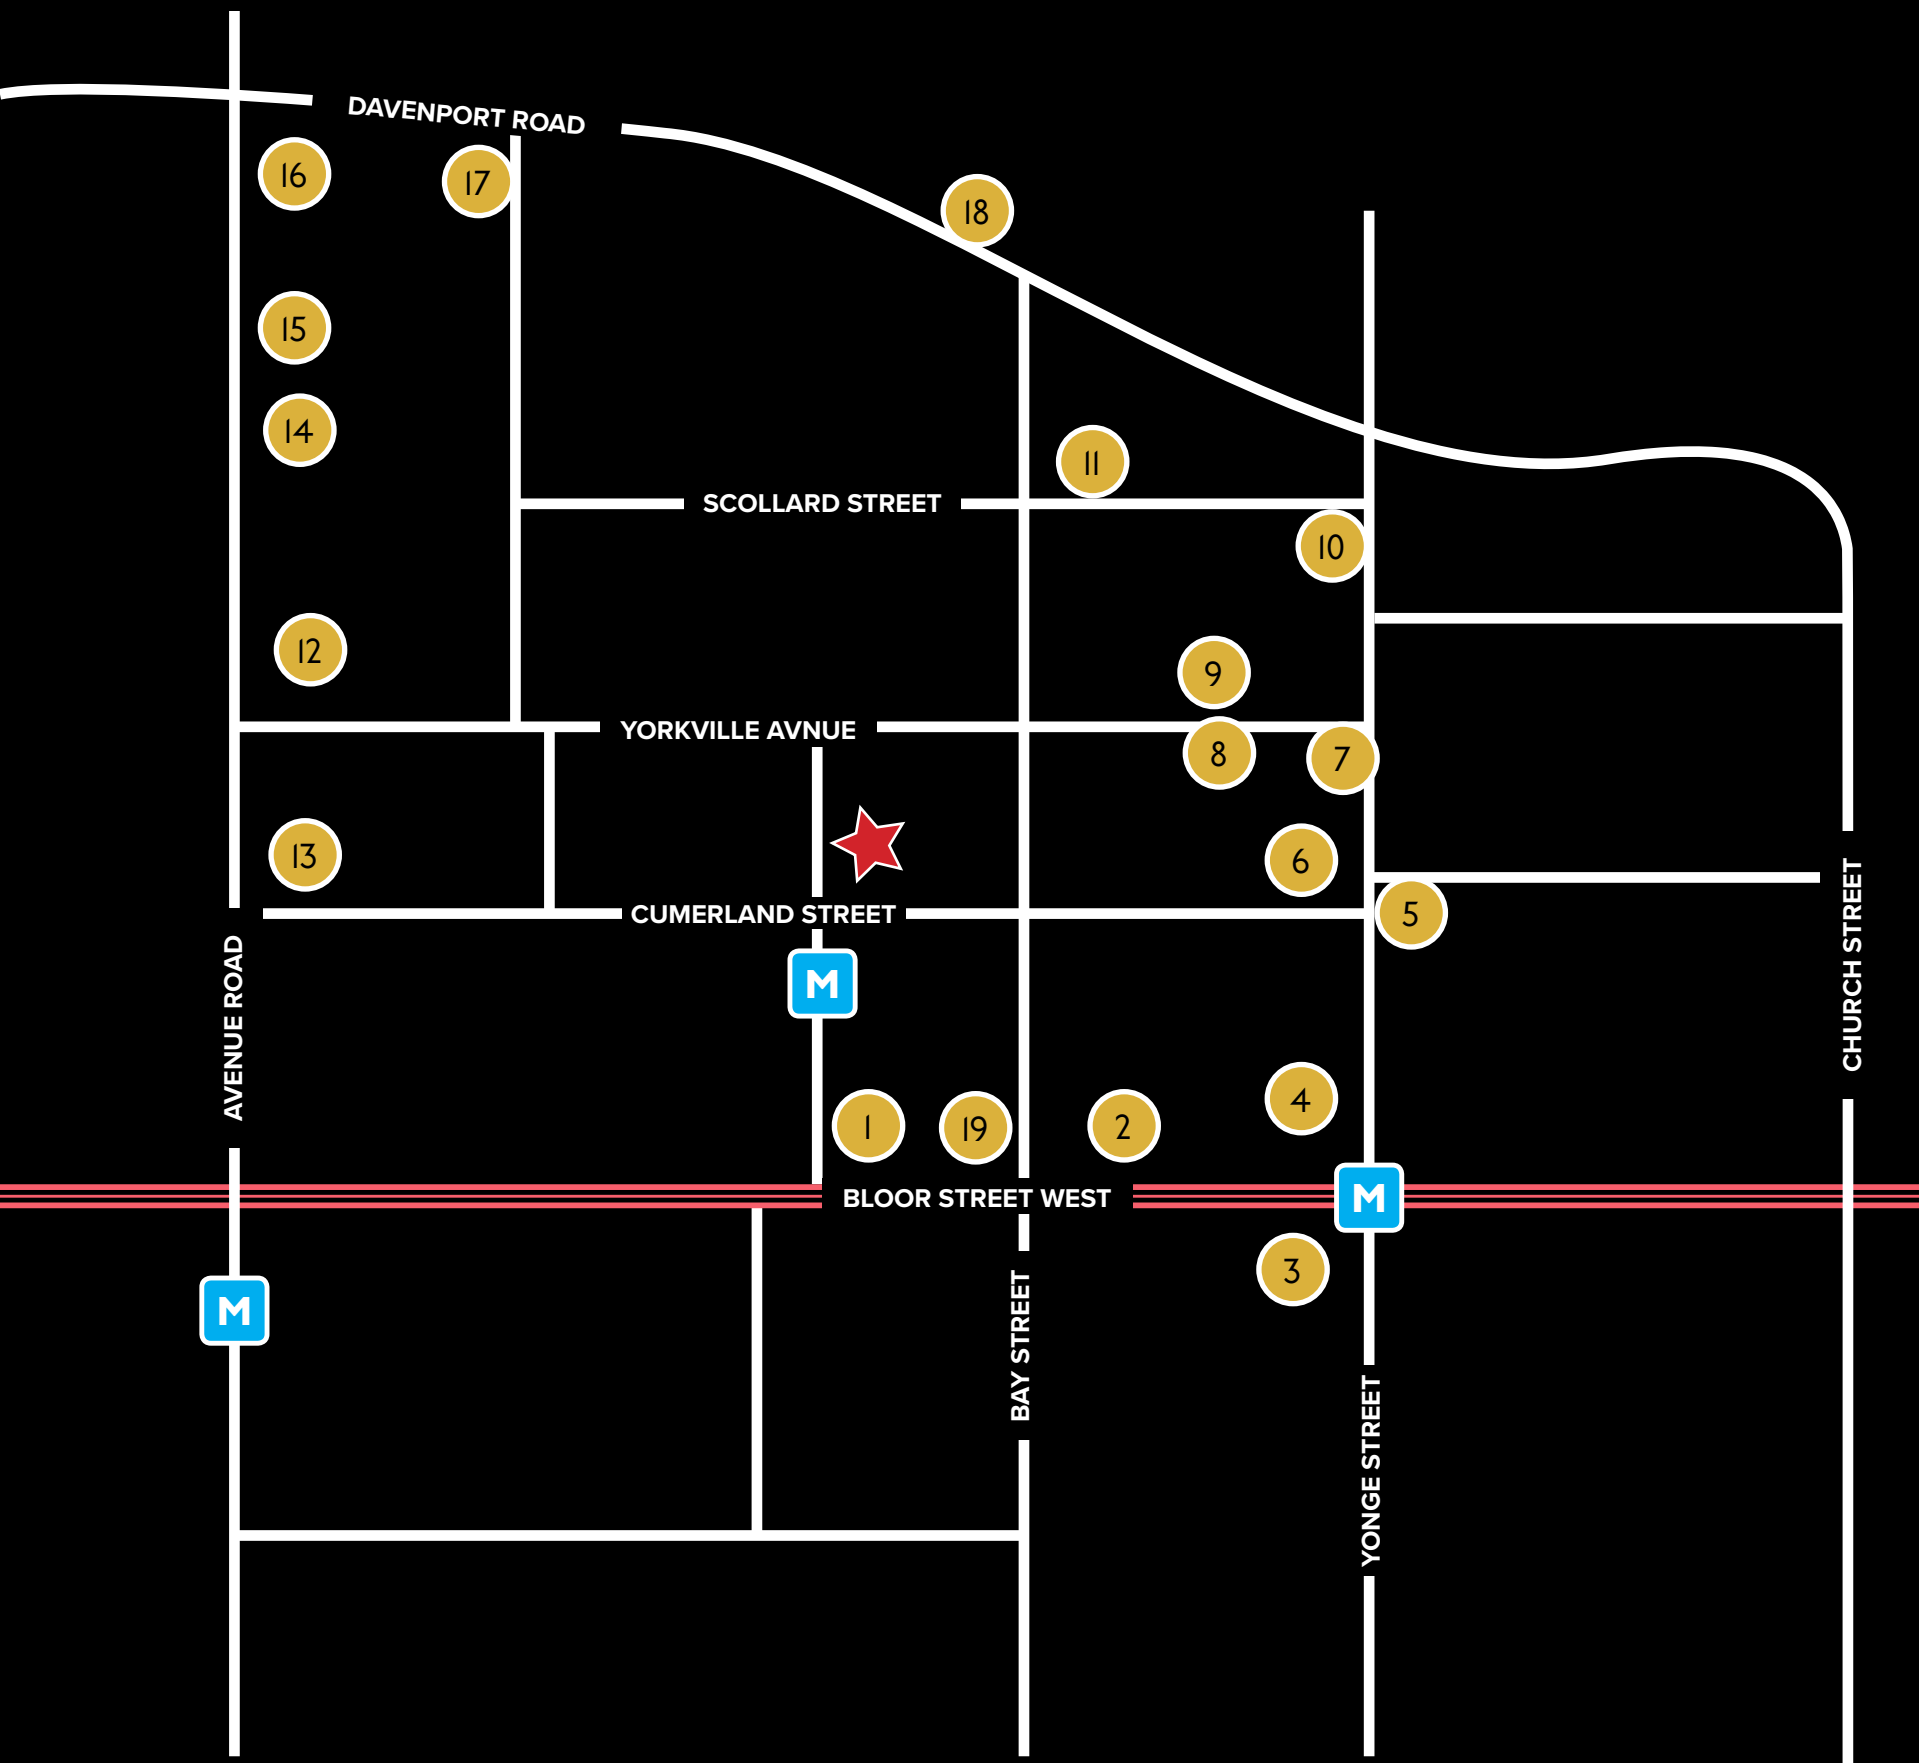 DAVENPORT ROAD
16
17
18
15
14
11
SCOLLARD STREET
10
12
9
YORKVILLE AVNUE
8
7
13
6
CUMERLAND STREET
5
M
AVENUE ROAD
CHURCH STREET
1
19
2
4
BLOOR STREET WEST
M
3
M
BAY STREET
YONGE STREET